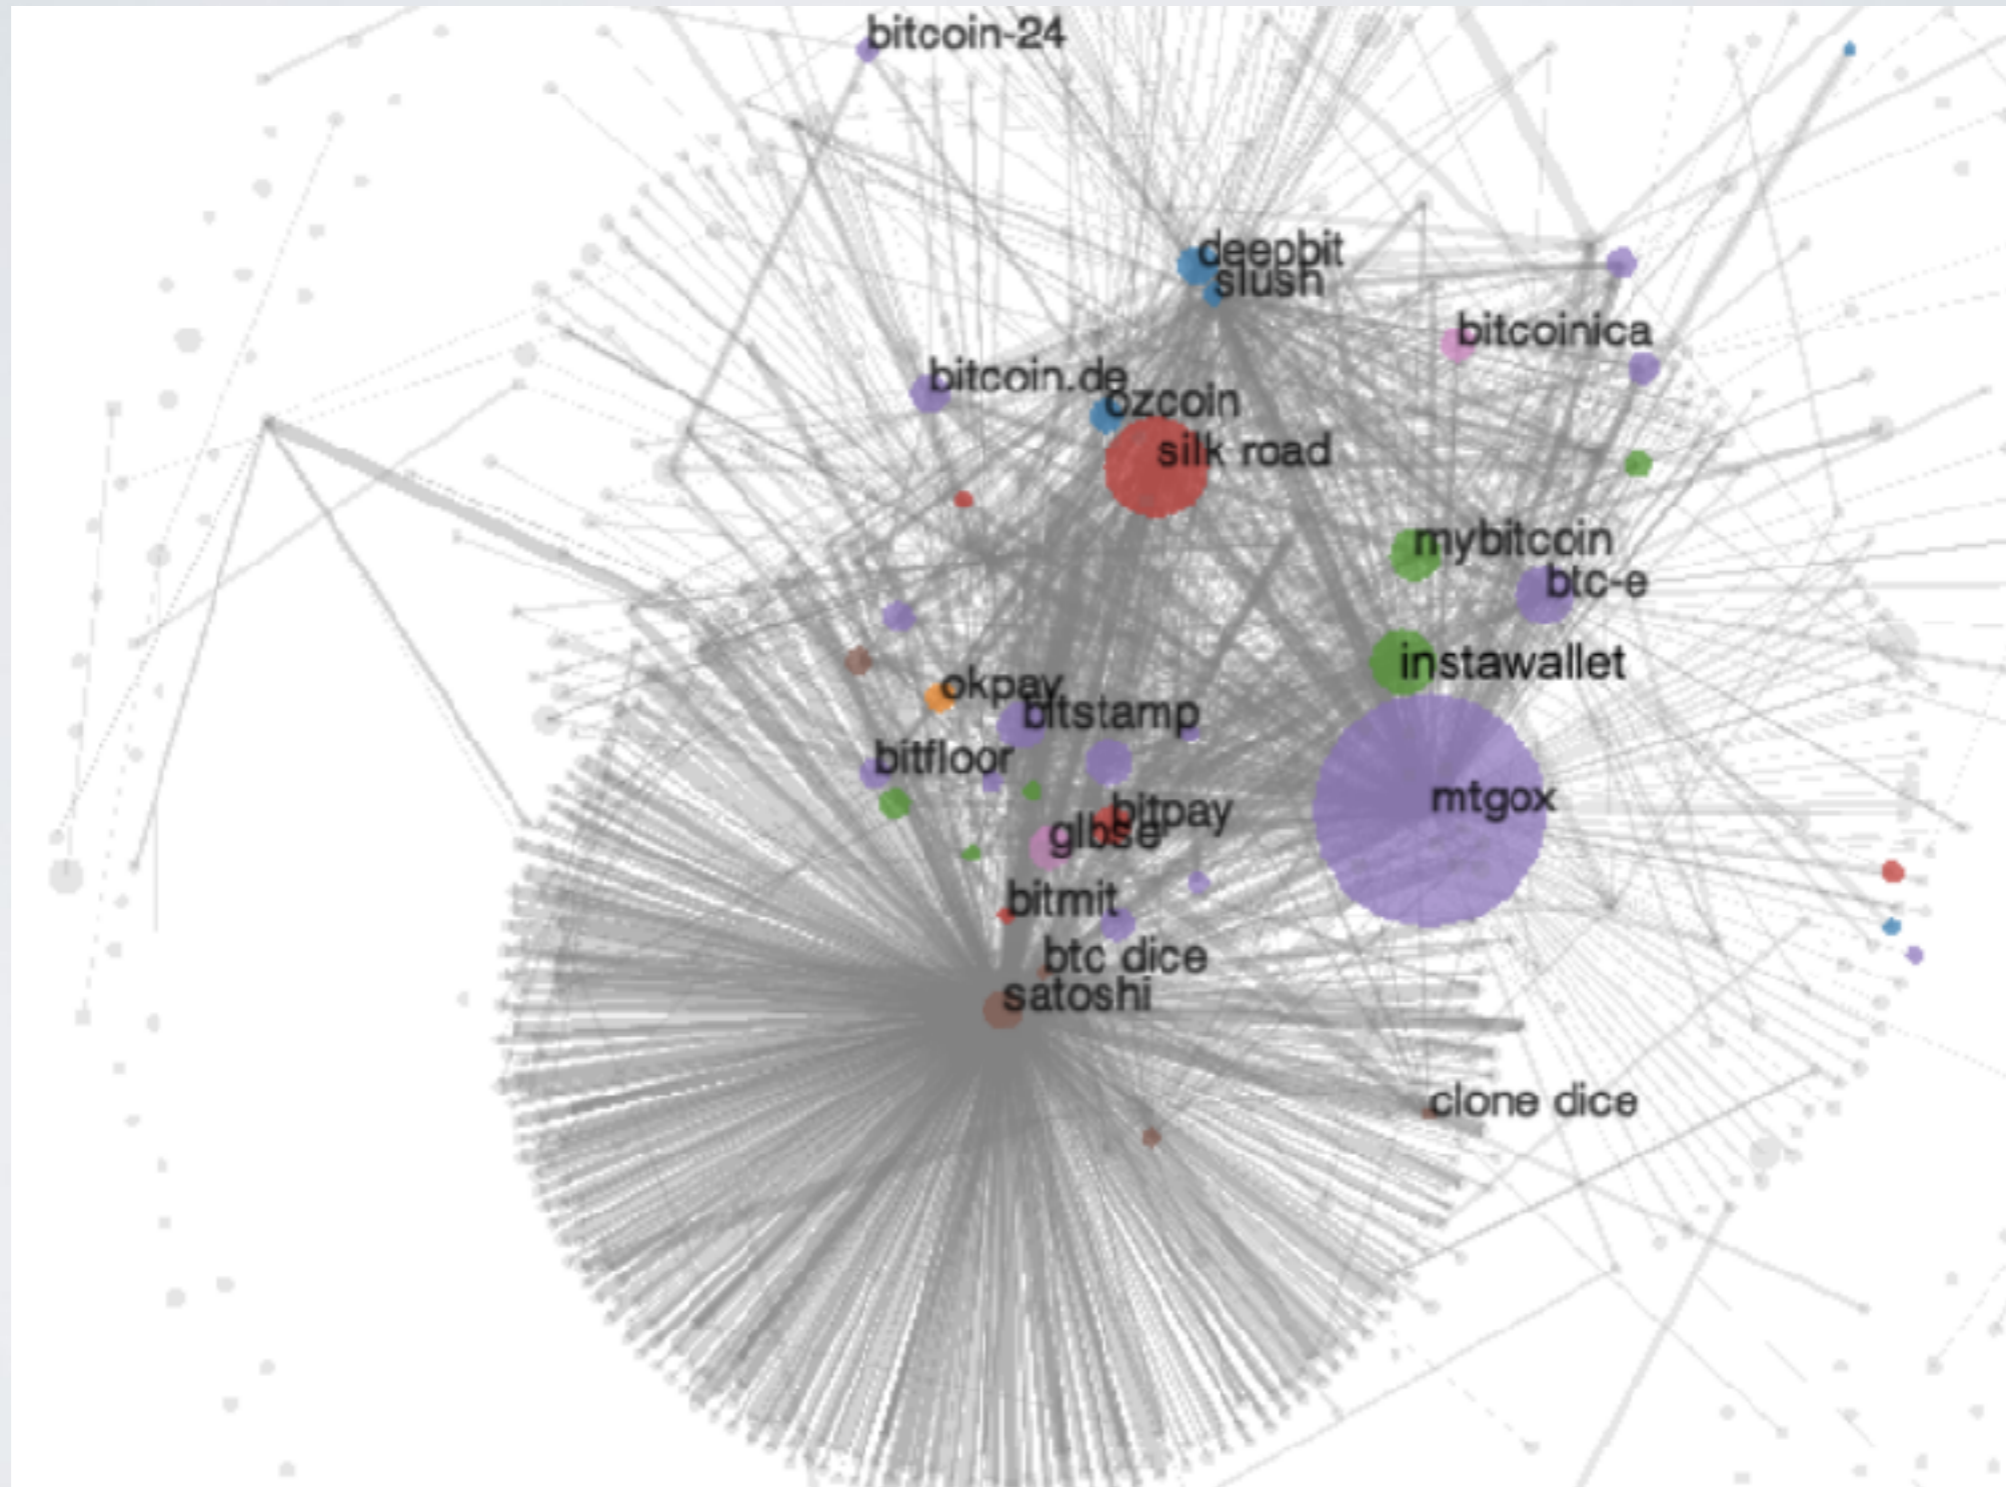 bitcoin-24
deepbit
slush
bitcoinica
bitcoin.de
ozcoin
silk road
mybitcoin
btc-e
instawallet
okpay
bitstamp
bitfloor
mtgox
bitpay
glbse
bitmit
btc dice
satoshi
clone dice